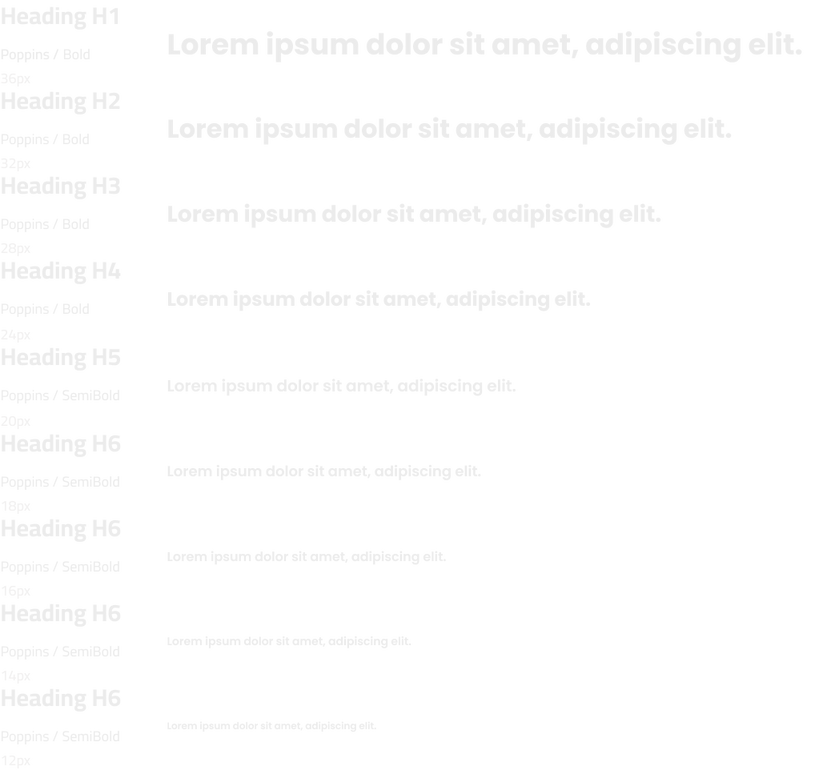 Heading H1
Lorem ipsum dolor sit amet, adipiscing elit.
Poppins / Bold
36px
Heading H2
Lorem ipsum dolor sit amet, adipiscing elit.
Poppins / Bold
32px
Heading H3
Lorem ipsum dolor sit amet, adipiscing elit.
Poppins / Bold
28px
Heading H4
Lorem ipsum dolor sit amet, adipiscing elit.
Poppins / Bold
24px
Heading H5
Lorem ipsum dolor sit amet, adipiscing elit.
Poppins / SemiBold
20px
Heading H6
Lorem ipsum dolor sit amet, adipiscing elit.
Poppins / SemiBold
18px
Heading H6
Lorem ipsum dolor sit amet, adipiscing elit.
Poppins / SemiBold
16px
Heading H6
Lorem ipsum dolor sit amet, adipiscing elit.
Poppins / SemiBold
14px
Heading H6
Lorem ipsum dolor sit amet, adipiscing elit.
Poppins / SemiBold
12px